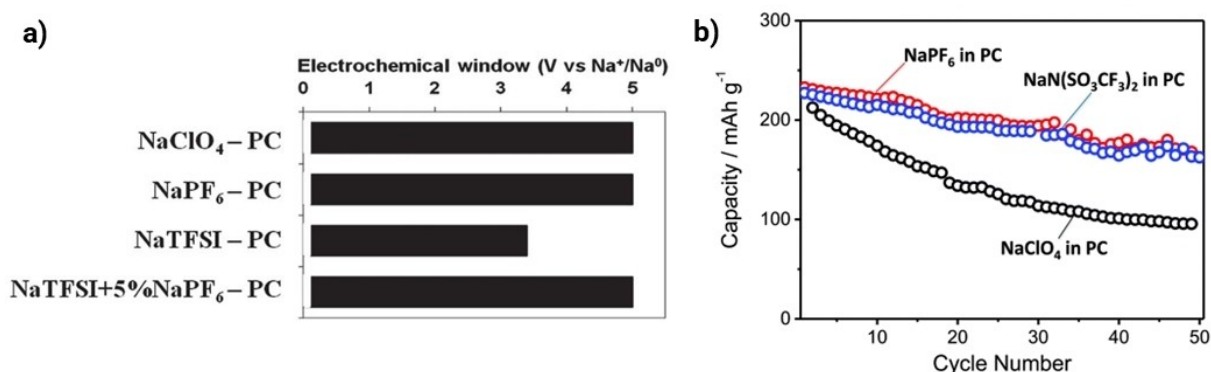 a)
Electrochemical window (V vs Na⁺/Na⁰)
0 1 2 3 4 5
NaClO₄ – PC
NaPF₆ – PC
NaTFSI – PC
NaTFSI+5%NaPF₆ – PC
b)
300
200
100
0
Capacity / mAh g⁻¹
NaPF₆ in PC
NaN(SO₃CF₃)₂ in PC
NaClO₄ in PC
10 20 30 40 50
Cycle Number